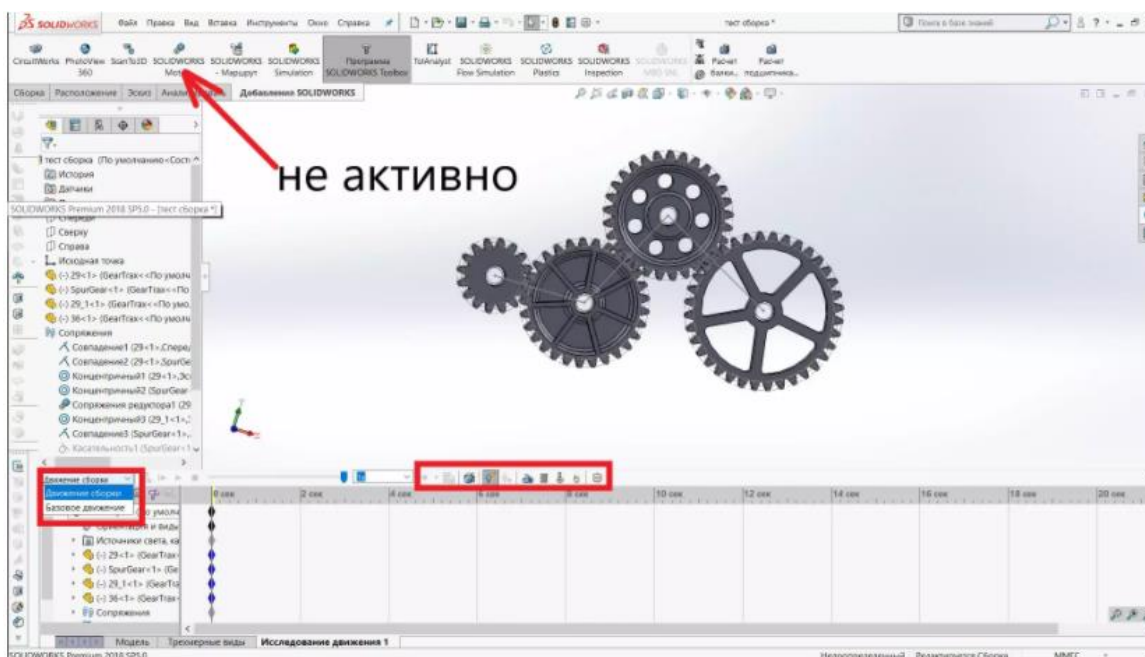 SOLIDWORKS Файл Правка Вид Вставка Инструменты Окно Справка тест сборка * Поиск в базе знаний
CircuitWorks PhotoView ScanTo3D SOLIDWORKS SOLIDWORKS SOLIDWORKS Программа TolAnalyst SOLIDWORKS SOLIDWORKS SOLIDWORKS SOLIDWORKS Расчет Расчет
360 - Маршрут Simulation SOLIDWORKS Toolbox Flow Simulation Plastics Inspection MBD SNL балки... подшипника...
Сборка Расположение Эскиз Добавления SOLIDWORKS
не активно
тест сборка (По умолчанию<Состо
История
Датчики
SOLIDWORKS Premium 2018 SP5.0 - [тест сборка *]
Спереди
Сверху
Справа
Исходная точка
(-) 29<1> (GearTrax<<По умолч
(-) SpurGear<1> (GearTrax<<По
(-) 29_1<1> (GearTrax<<По умо.
(-) 36<1> (GearTrax<<По умолч
Сопряжения
Совпадение1 (29<1>,Спере,
Совпадение2 (29<1>,SpurGe
Концентричный1 (29<1>,Эс
Концентричный2 (SpurGear
Сопряжения редуктора1 (29
Концентричный3 (29_1<1>,
Совпадение3 (SpurGear<1>,
Касательность1 (SpurGear<1
Движение сборки
Движение сборки
Базовое движение
0 сек 2 сек 4 сек 6 сек 8 сек 10 сек 12 сек 14 сек 16 сек 18 сек 20 сек
Ориентация и виды
Источники света, ка
(-) 29<1> (GearTrax
(-) SpurGear<1> (Ge
(-) 29_1<1> (GearTra
(-) 36<1> (GearTrax
Сопряжения
Модель Трехмерные виды Исследование движения 1
SOLIDWORKS Premium 2018 SP5.0 Недоопределенный Редактируется Сборка ММГС